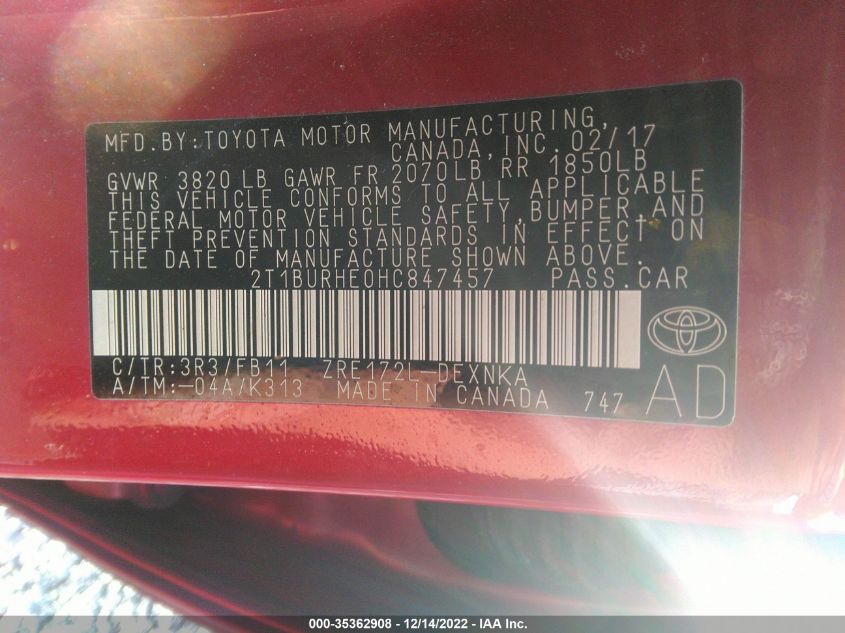 MFD.BY:TOYOTA MOTOR MANUFACTURING,
CANADA,INC. 02/17
GVWR 3820 LB GAWR FR 2070LB RR 1850LB
THIS VEHICLE CONFORMS TO ALL APPLICABLE
FEDERAL MOTOR VEHICLE SAFETY,BUMPER,AND
THEFT PREVENTION STANDARDS IN EFFECT ON
THE DATE OF MANUFACTURE SHOWN ABOVE.
2T1BURHE0HC847457 PASS.CAR
C/TR:3R3/FB11 ZRE172L-DEXNKA
A/TM:-04A/K313 MADE IN CANADA 747
AD
000-35362908 - 12/14/2022 - IAA Inc.